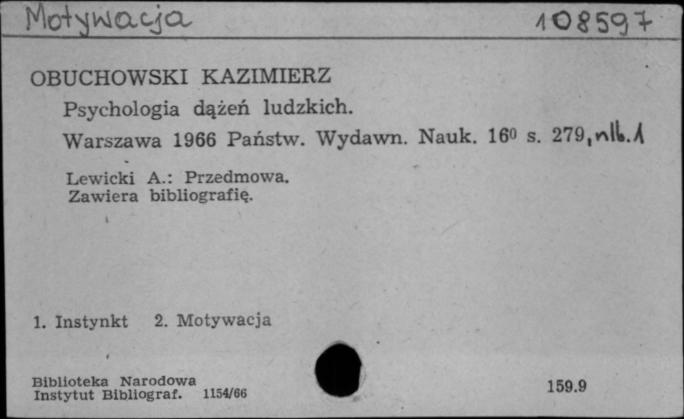 Motywacja 108597
OBUCHOWSKI KAZIMIERZ
Psychologia dążeń ludzkich.
Warszawa 1966 Państw. Wydawn. Nauk. 16⁰ s. 279, nlb. 1
Lewicki A.: Przedmowa.
Zawiera bibliografię.
1. Instynkt 2. Motywacja
Biblioteka Narodowa
Instytut Bibliograf. 1154/66 159.9